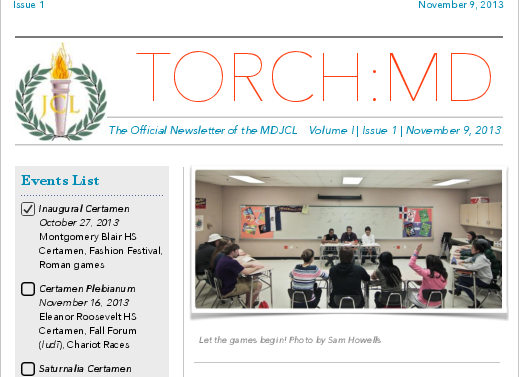 Issue 1
November 9, 2013
JCL
TORCH:MD
The Official Newsletter of the MDJCL Volume I | Issue 1 | November 9, 2013
Events List
Inaugural Certamen
October 27, 2013
Montgomery Blair HS
Certamen, Fashion Festival,
Roman games
Certamen Plebianum
November 16, 2013
Eleanor Roosevelt HS
Certamen, Fall Forum
(ludī), Chariot Races
Saturnalia Certamen
Let the games begin! Photo by Sam Howells